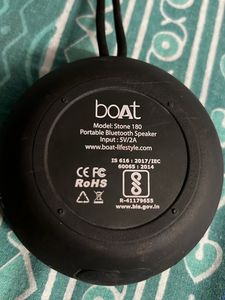 boAt
Model: Stone 180
Portable Bluetooth Speaker
Input : 5V/2A
www.boat-lifestyle.com
IS 616 : 2017/IEC
60065 : 2014
CE FC
RoHS
R-41179655
www.bis.gov.in